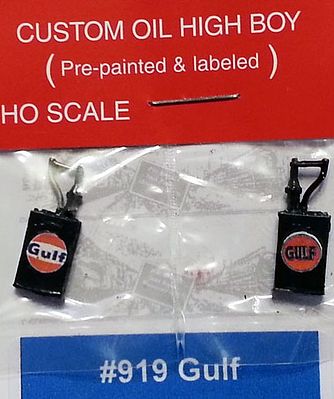 CUSTOM OIL HIGH BOY
(Pre-painted & labeled)
HO SCALE
Gulf
GULF
#919 Gulf